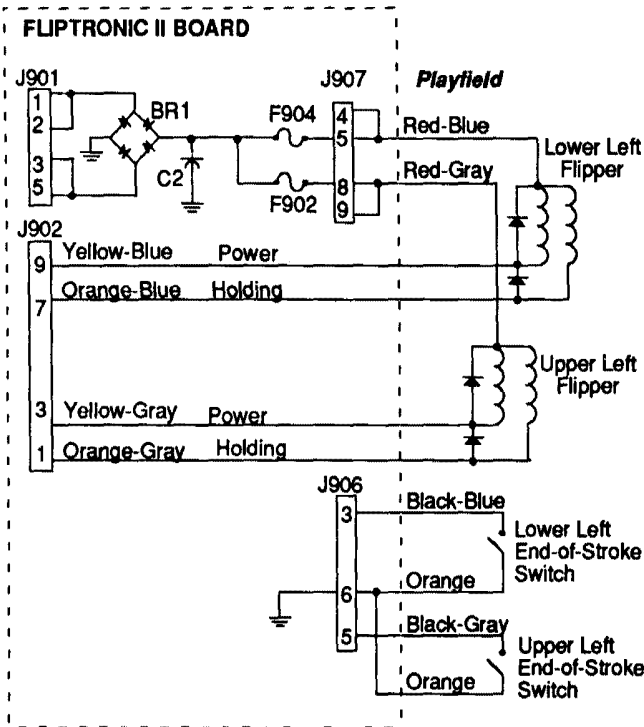 FLIPTRONIC II BOARD
J901
1
2
3
5
BR1
C2
F904
F902
J907
4
5
8
9
Playfield
Red-Blue
Red-Gray
Lower Left
Flipper
J902
9
Yellow-Blue Power
7
Orange-Blue Holding
Upper Left
Flipper
3
Yellow-Gray Power
1
Orange-Gray Holding
J906
3
Black-Blue
Lower Left
End-of-Stroke
Switch
Orange
6
Black-Gray
5
Upper Left
End-of-Stroke
Switch
Orange